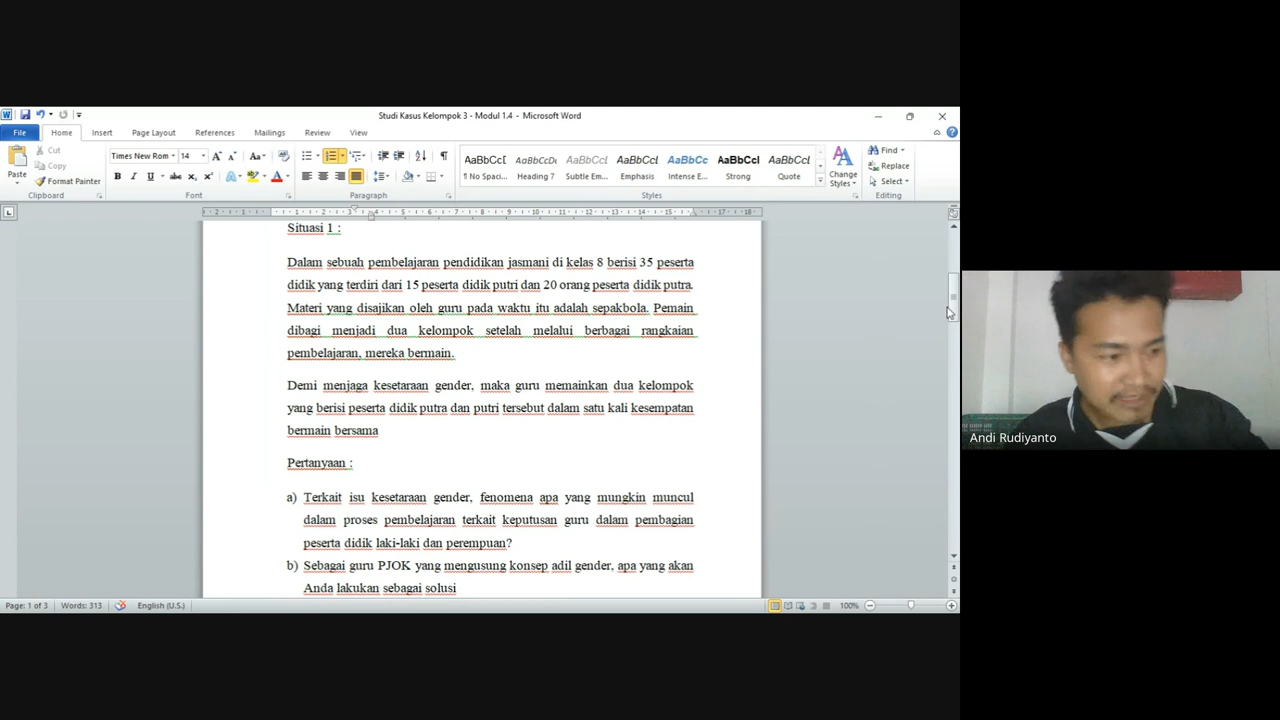 Studi Kasus Kelompok 3 - Modul 1.4 - Microsoft Word
File Home Insert Page Layout References Mailings Review View
Paste
Cut
Copy
Format Painter
Clipboard
Times New Rom 14
Font
Paragraph
AaBbCcI AaBbCcDc AaBbCcI AaBbCcI AaBbCc AaBbCcI AaBbCcI
¶ No Spaci... Heading 7 Subtle Em... Emphasis Intense E... Strong Quote
Change Styles
Styles
Find
Replace
Select
Editing
Situasi 1 :
Dalam sebuah pembelajaran pendidikan jasmani di kelas 8 berisi 35 peserta
didik yang terdiri dari 15 peserta didik putri dan 20 orang peserta didik putra.
Materi yang disajikan oleh guru pada waktu itu adalah sepakbola. Pemain
dibagi menjadi dua kelompok setelah melalui berbagai rangkaian
pembelajaran, mereka bermain.
Demi menjaga kesetaraan gender, maka guru memainkan dua kelompok
yang berisi peserta didik putra dan putri tersebut dalam satu kali kesempatan
bermain bersama
Pertanyaan :
a) Terkait isu kesetaraan gender, fenomena apa yang mungkin muncul
dalam proses pembelajaran terkait keputusan guru dalam pembagian
peserta didik laki-laki dan perempuan?
b) Sebagai guru PJOK yang mengusung konsep adil gender, apa yang akan
Anda lakukan sebagai solusi
Page: 1 of 3 Words: 313 English (U.S.) 100%
Andi Rudiyanto